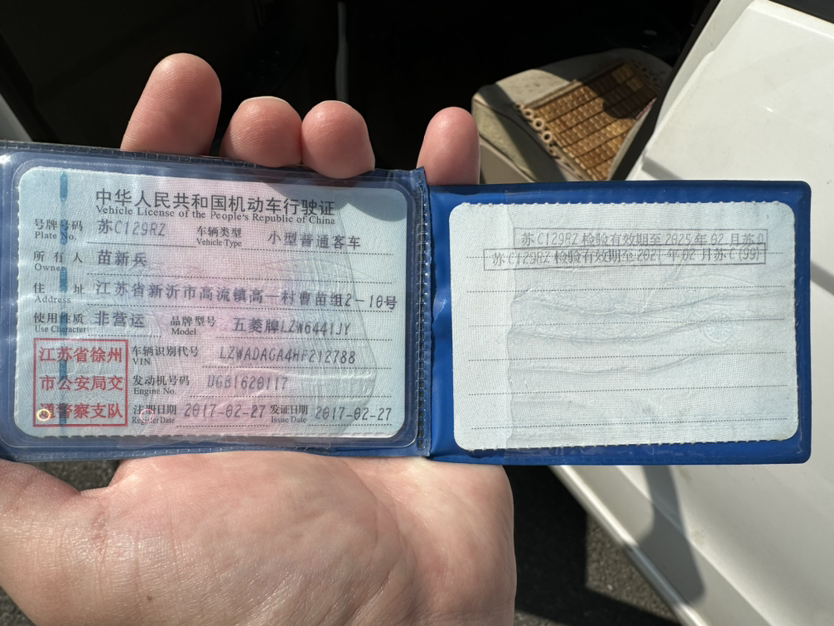 中华人民共和国机动车行驶证
Vehicle License of the People's Republic of China
号牌号码 苏C129RZ 车辆类型 小型普通客车
Plate No. Vehicle Type
所有人 苗新兵
Owner
住址 江苏省新沂市高流镇高一村曹苗组2-10号
Address
使用性质 非营运 品牌型号 五菱牌LZW6441JY
Use Character Model
江苏省徐州
市公安局交
通警察支队
车辆识别代号 LZWADAGA4HF212788
VIN
发动机号码 UGB1620117
Engine No.
注册日期 2017-02-27 发证日期 2017-02-27
Register Date Issue Date
苏C129RZ 检验有效期至 2025年02月苏
苏C129RZ 检验有效期至 2021年02月苏C(99)